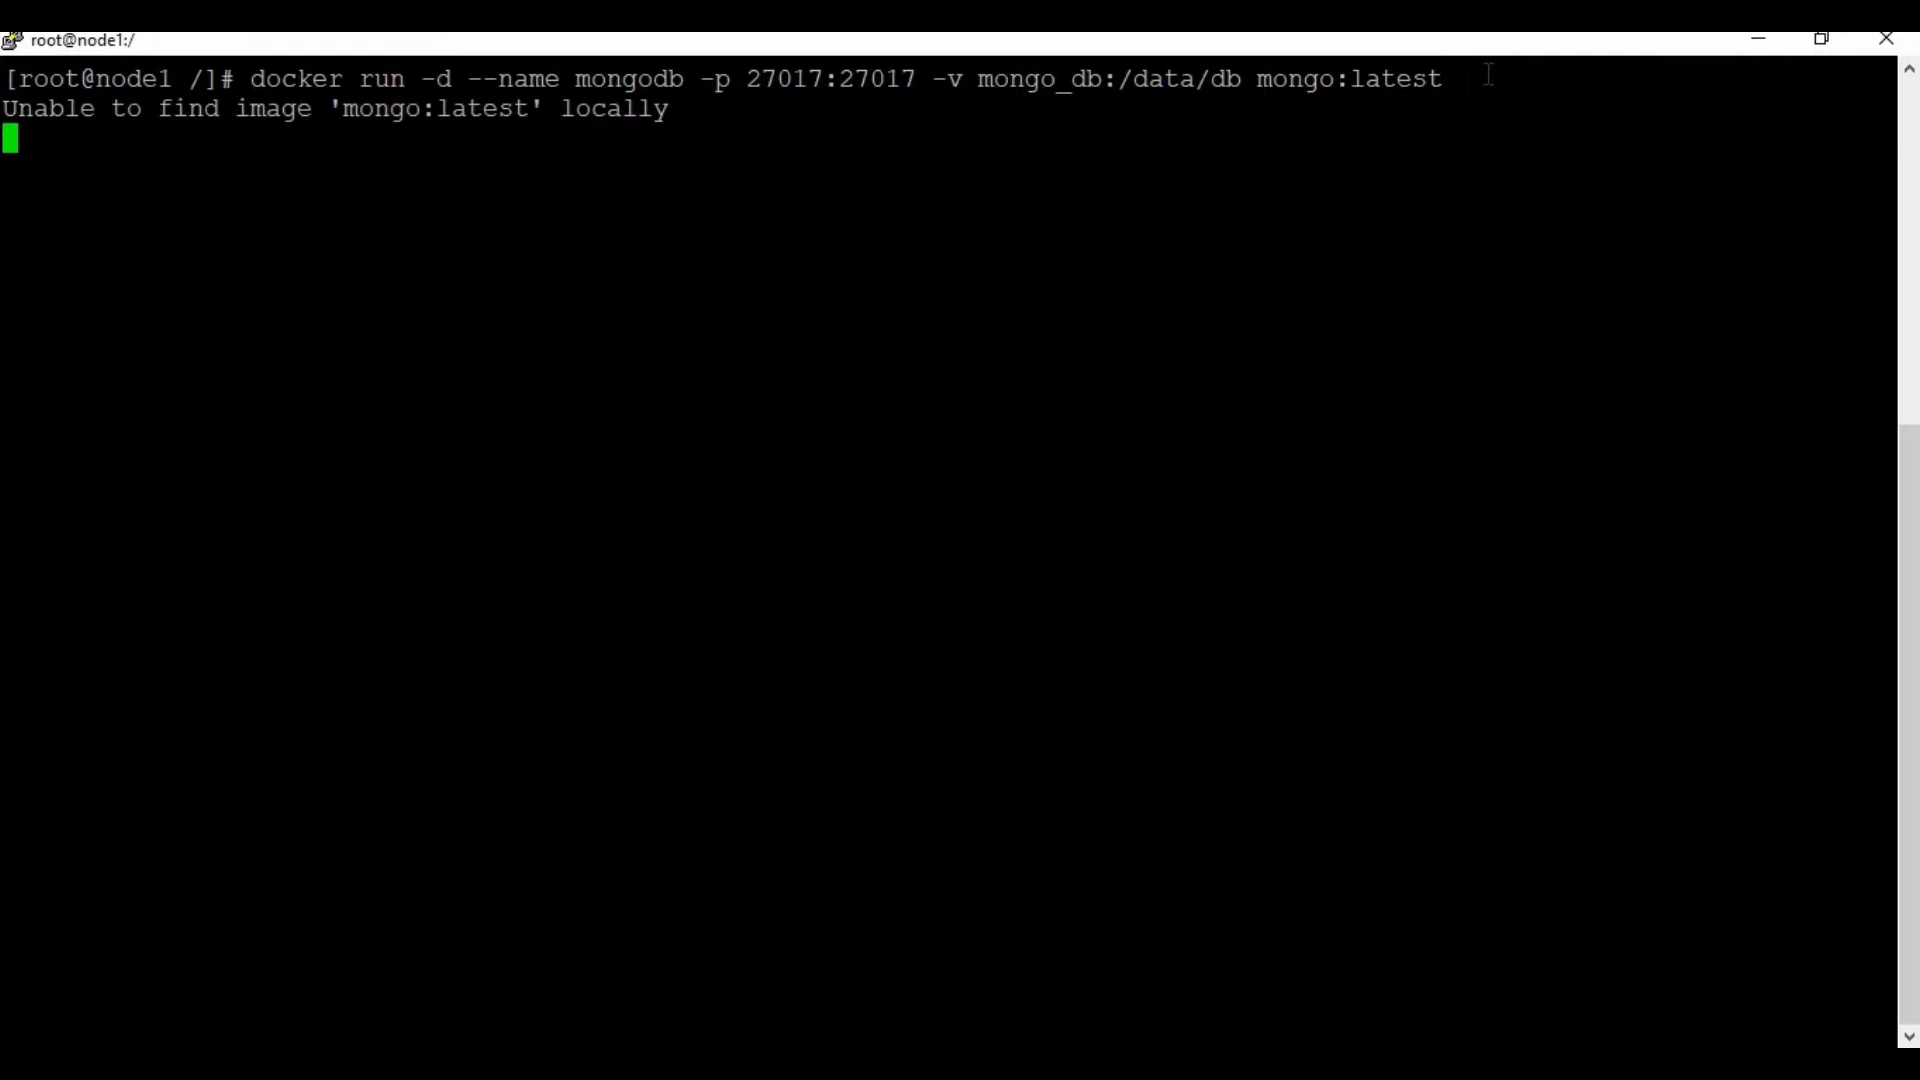 root@node1:/
[root@node1 /]# docker run -d --name mongodb -p 27017:27017 -v mongo_db:/data/db mongo:latest
Unable to find image 'mongo:latest' locally